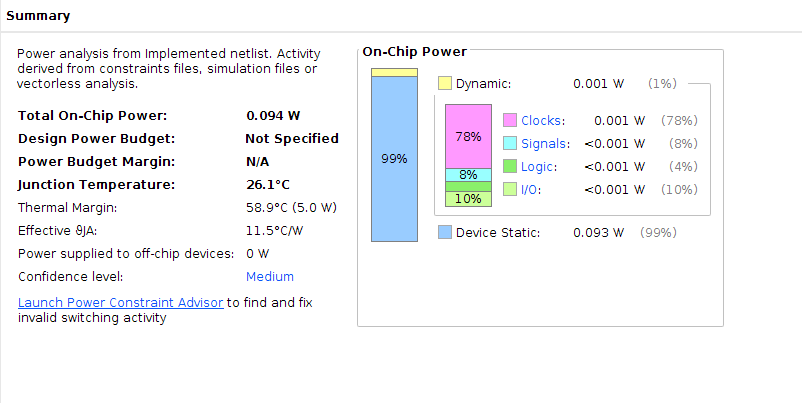 Summary
Power analysis from Implemented netlist. Activity
derived from constraints files, simulation files or
vectorless analysis.
Total On-Chip Power: 0.094 W
Design Power Budget: Not Specified
Power Budget Margin: N/A
Junction Temperature: 26.1°C
Thermal Margin: 58.9°C (5.0 W)
Effective ϑJA: 11.5°C/W
Power supplied to off-chip devices: 0 W
Confidence level: Medium
Launch Power Constraint Advisor to find and fix
invalid switching activity
On-Chip Power
99%
Dynamic: 0.001 W (1%)
78%
8%
10%
Clocks: 0.001 W (78%)
Signals: <0.001 W (8%)
Logic: <0.001 W (4%)
I/O: <0.001 W (10%)
Device Static: 0.093 W (99%)